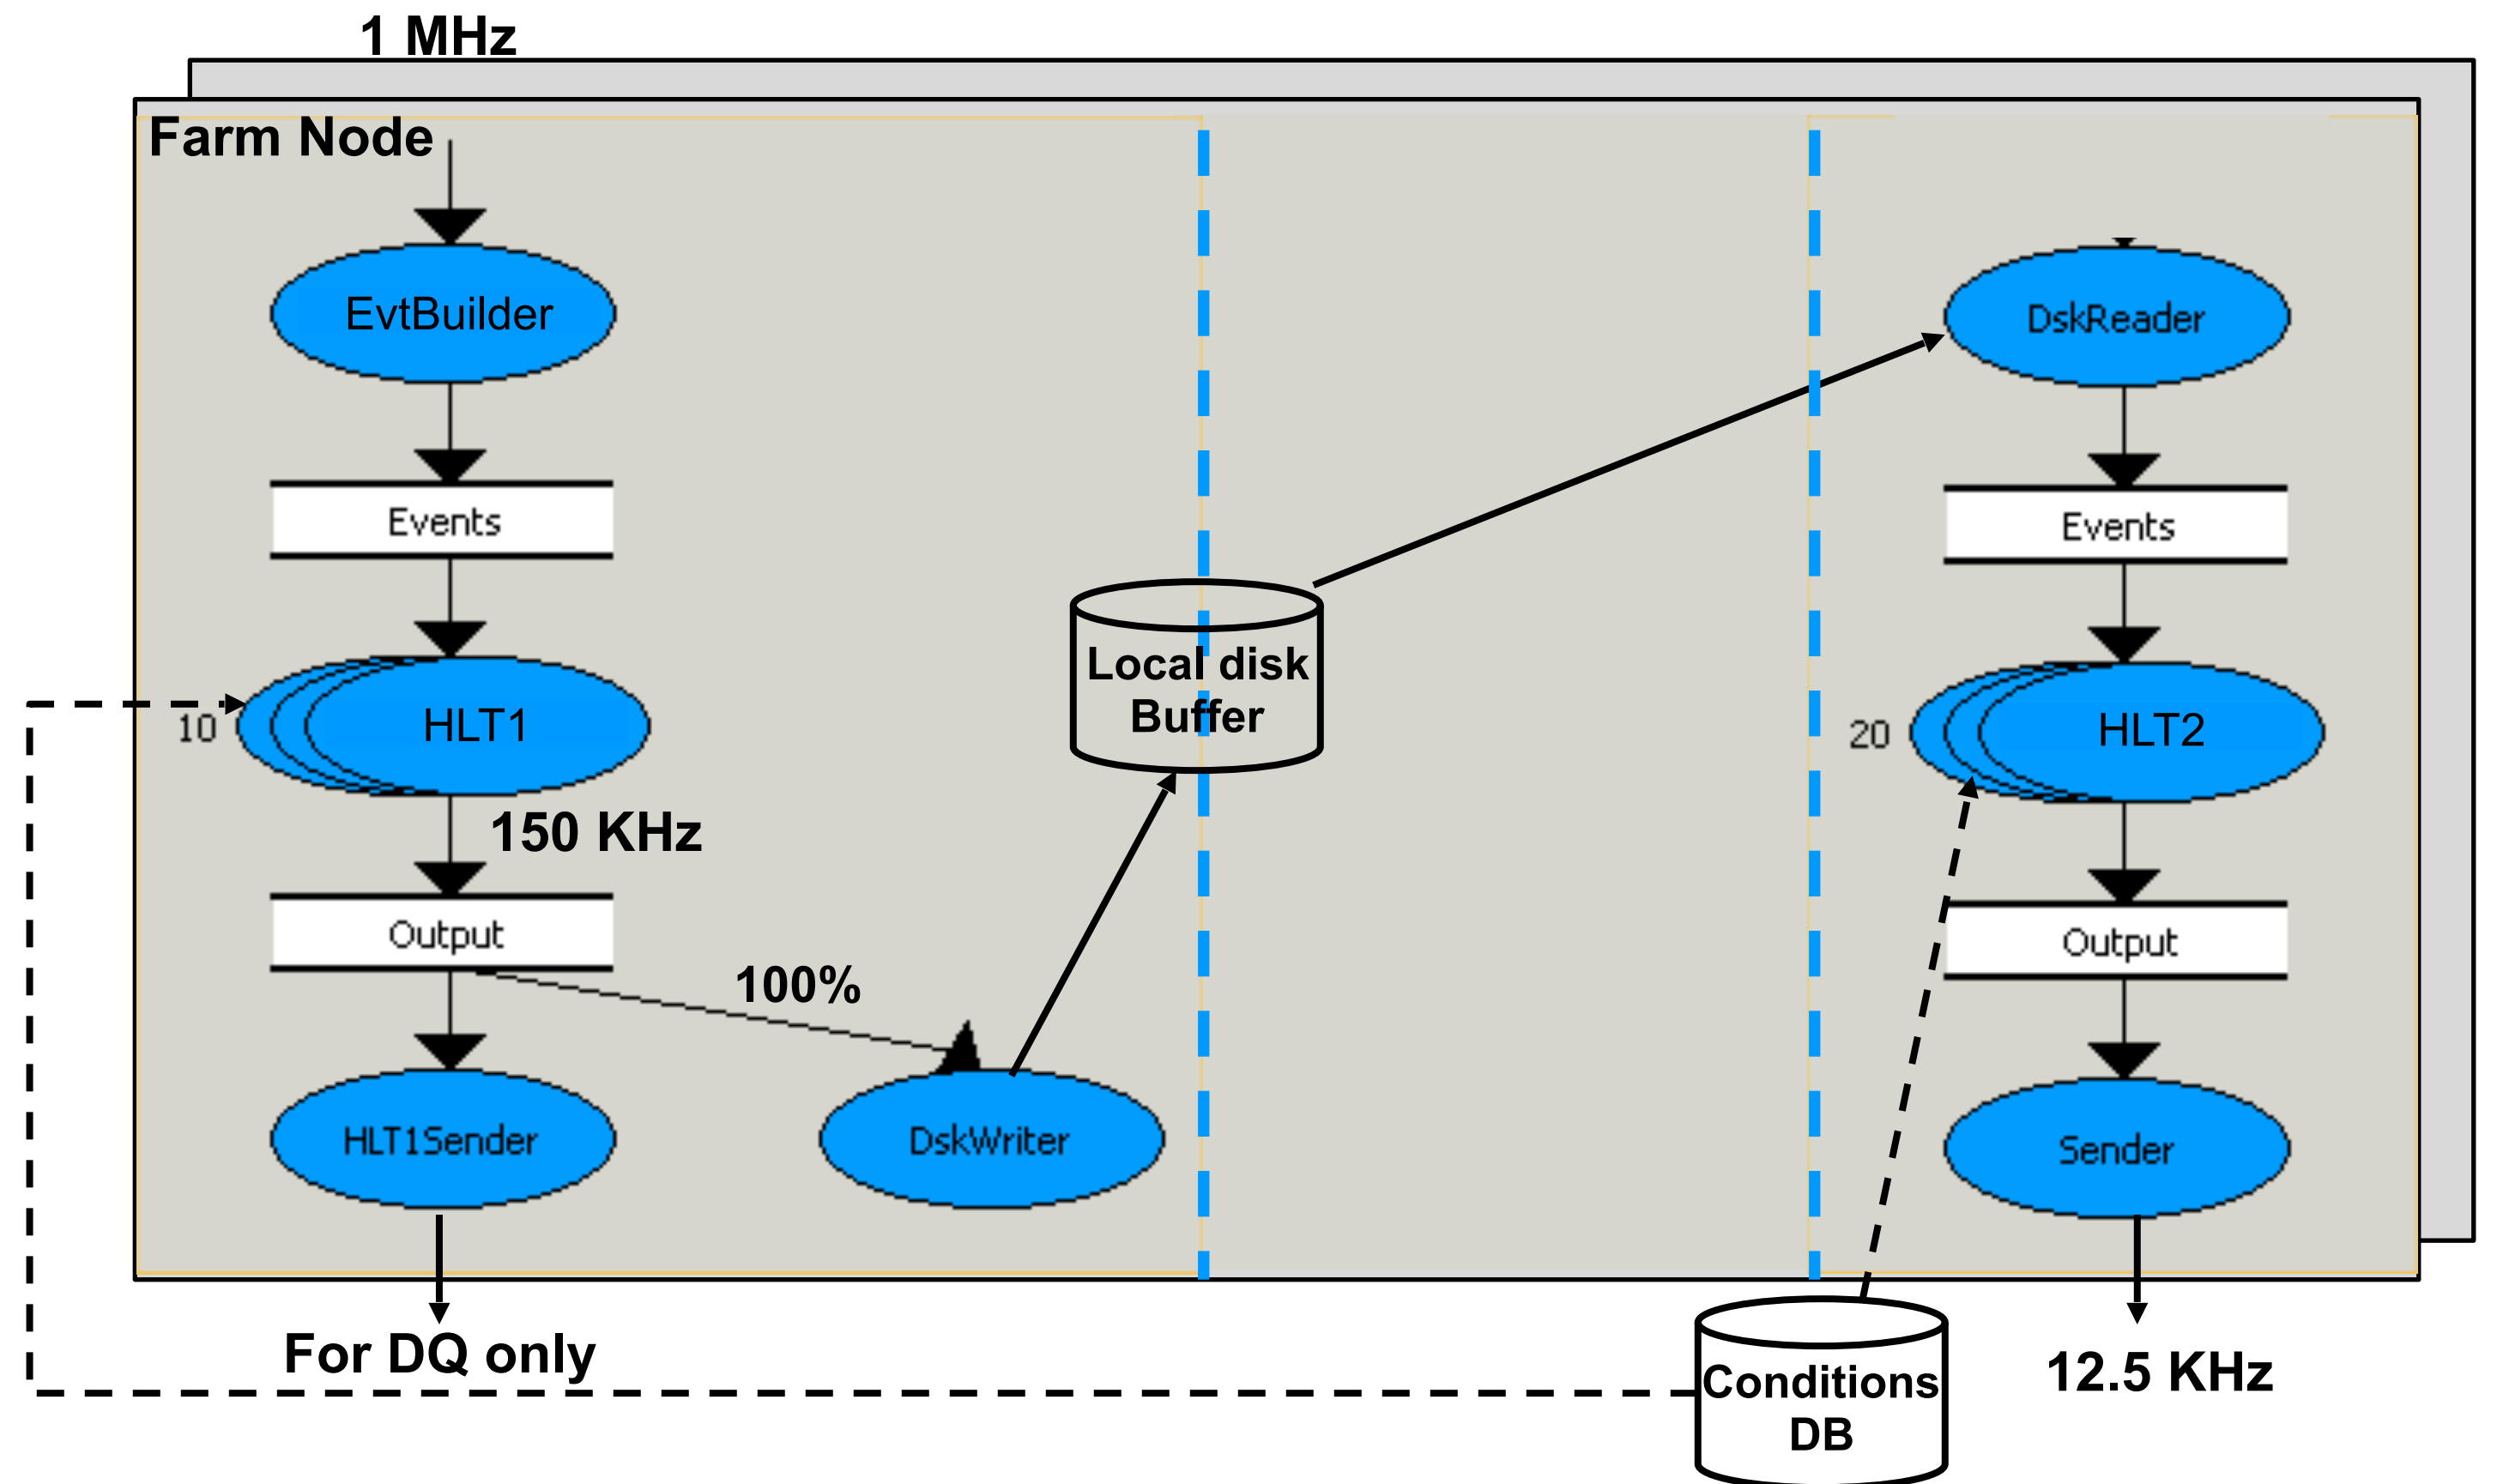 1 MHz
Farm Node
EvtBuilder
DskReader
Events
Events
Local disk
Buffer
10
HLT1
20
HLT2
150 KHz
Output
Output
100%
HLT1Sender
DskWriter
Sender
For DQ only
12.5 KHz
Conditions
DB